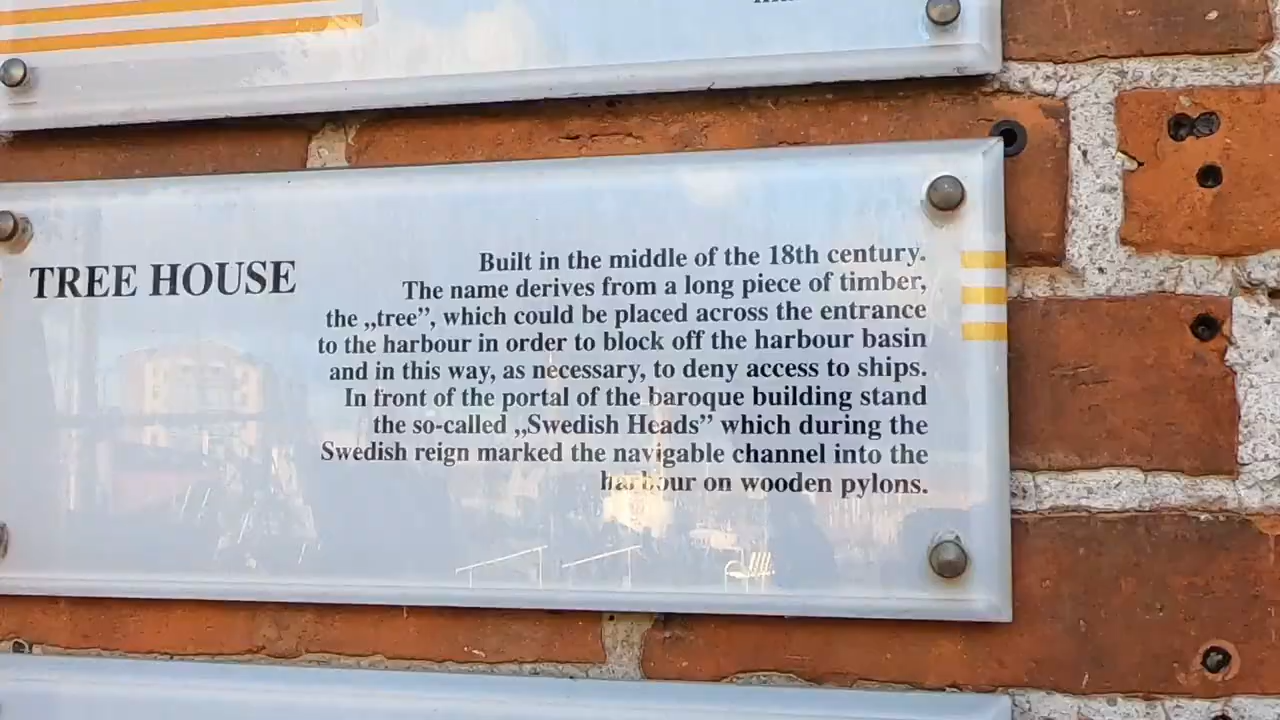 TREE HOUSE
Built in the middle of the 18th century.
The name derives from a long piece of timber,
the „tree”, which could be placed across the entrance
to the harbour in order to block off the harbour basin
and in this way, as necessary, to deny access to ships.
In front of the portal of the baroque building stand
the so-called „Swedish Heads” which during the
Swedish reign marked the navigable channel into the
harbour on wooden pylons.